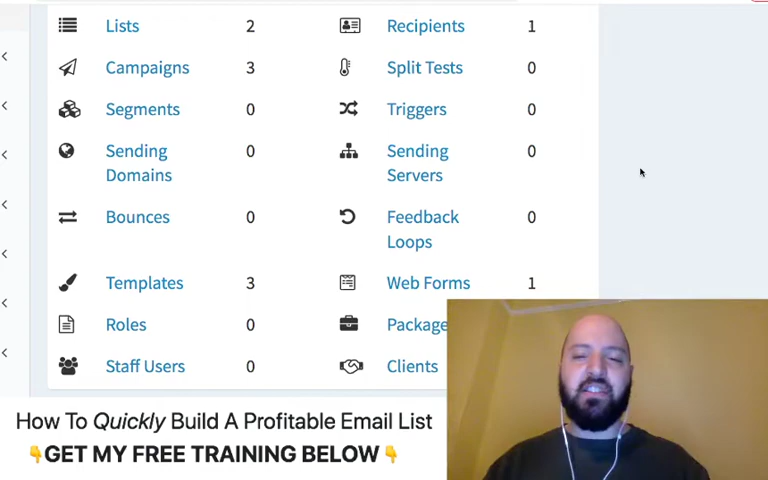 Lists 2 Recipients 1
Campaigns 3 Split Tests 0
Segments 0 Triggers 0
Sending Domains 0 Sending Servers 0
Bounces 0 Feedback Loops 0
Templates 3 Web Forms 1
Roles 0 Package
Staff Users 0 Clients
How To Quickly Build A Profitable Email List
👇GET MY FREE TRAINING BELOW👇